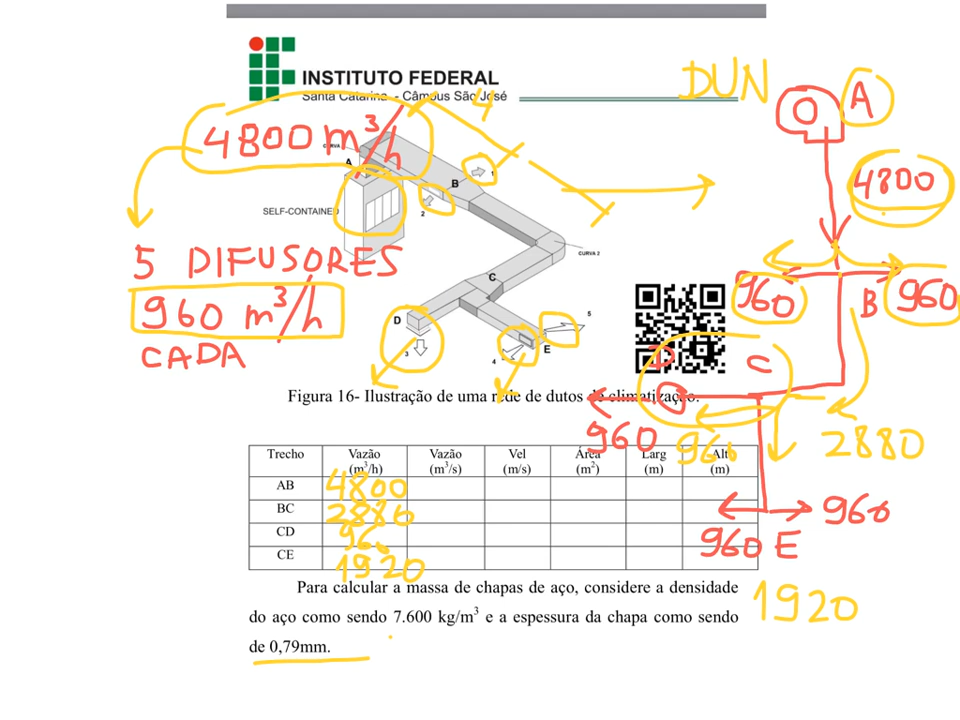 INSTITUTO FEDERAL
Santa Catarina - Câmpus São José
DUN
4
A
4800 m³/h
CURVA
A
B
1
2
4800
SELF-CONTAINED
5 DIFUSORES
CURVA 2
960 m³/h
C
960
B
960
CADA
D
3
4
E
5
D
C
Figura 16- Ilustração de uma rede de dutos de climatização.
960
960
2880
Trecho Vazão (m³/h) Vazão (m³/s) Vel (m/s) Área (m²) Larg (m) Alt (m)
AB 4800
BC 2880
CD 960
CE 1920
960
960 E
Para calcular a massa de chapas de aço, considere a densidade
do aço como sendo 7.600 kg/m³ e a espessura da chapa como sendo
de 0,79mm.
1920